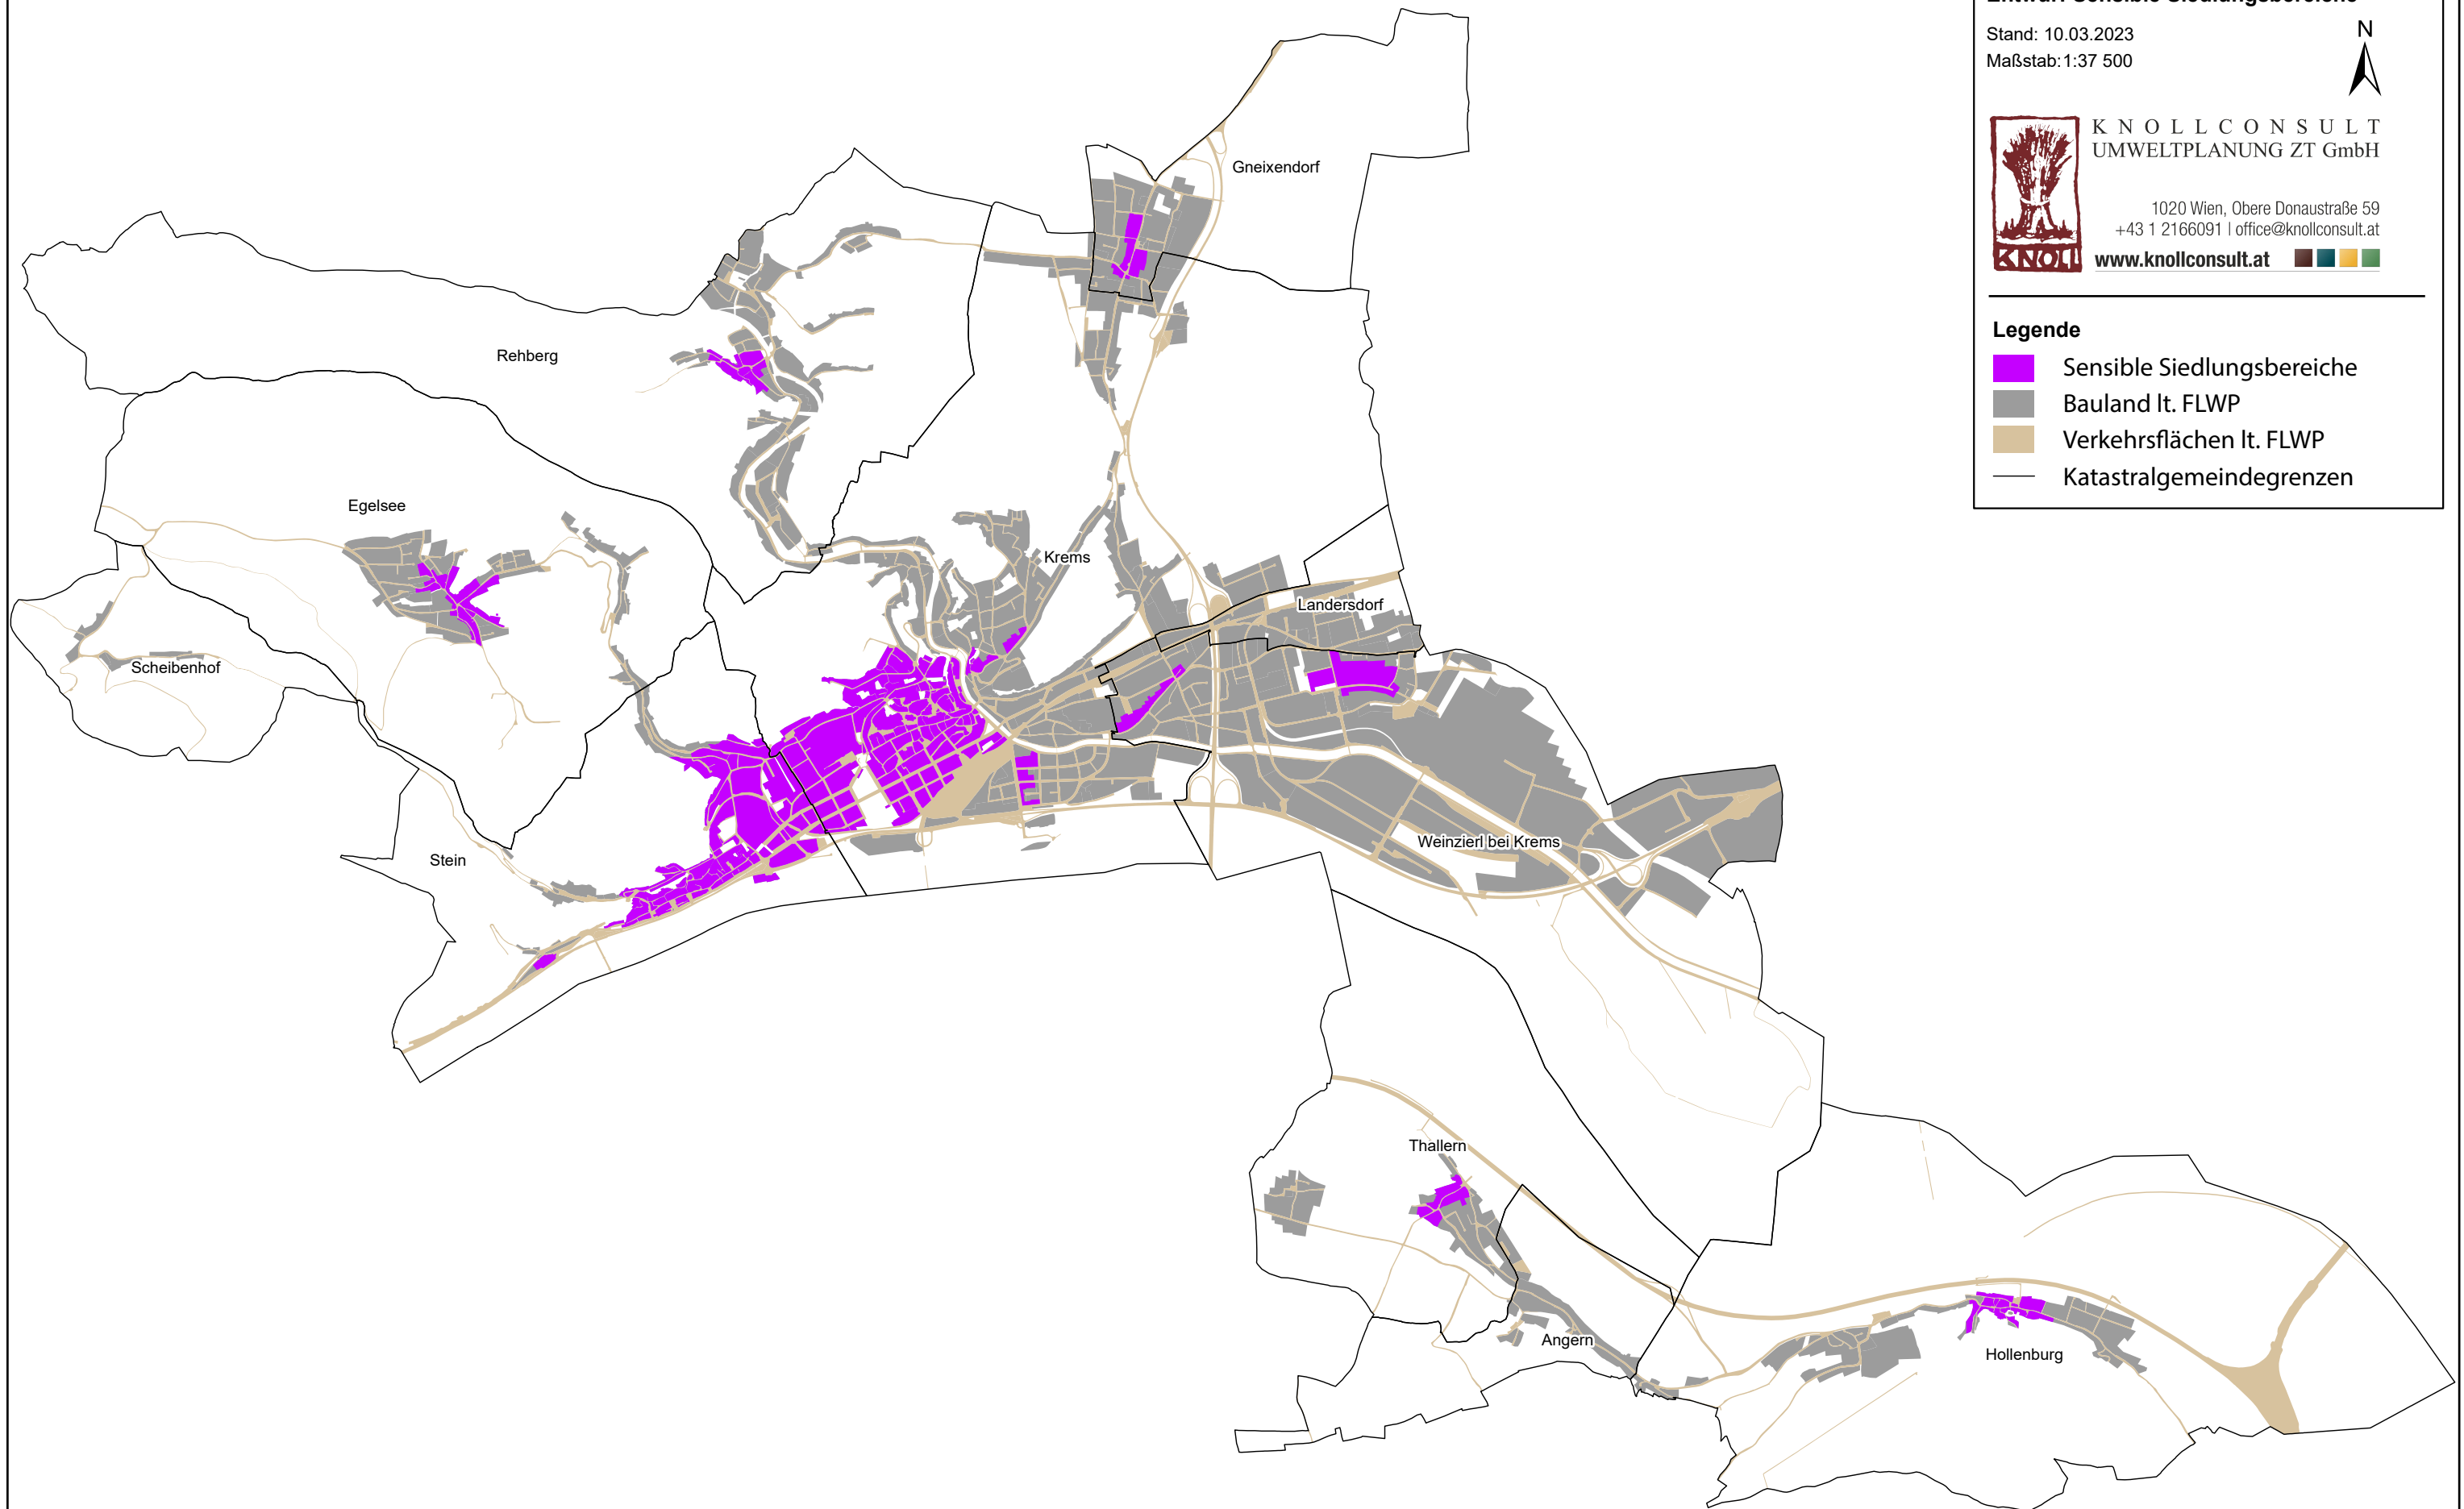 Stand: 10.03.2023
Maßstab:1:37 500
N
KNOLLCONSULT
UMWELTPLANUNG ZT GmbH
1020 Wien, Obere Donaustraße 59
+43 1 2166091 | office@knollconsult.at
www.knollconsult.at
KNOLL
Legende
Sensible Siedlungsbereiche
Bauland lt. FLWP
Verkehrsflächen lt. FLWP
Katastralgemeindegrenzen
Gneixendorf
Rehberg
Egelsee
Krems
Landersdorf
Scheibenhof
Weinzierl bei Krems
Stein
Thallern
Angern
Hollenburg